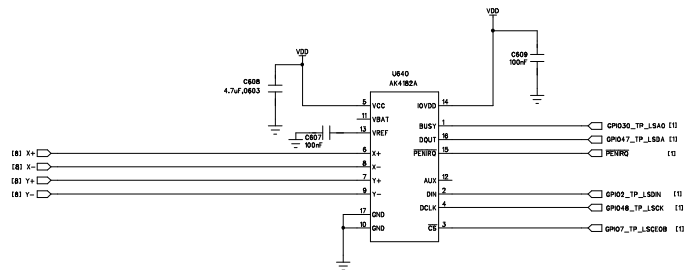 VDD
VDD
C608
4.7uF,0603
U640
AK4182A
C609
100nF
5 VCC IOVDD 14
11 VBAT
C607
100nF
13 VREF
BUSY 1 GPIO30_TP_LSA0 [1]
DOUT 16 GPIO47_TP_LSDA [1]
[8] X+ 6 X+ PENIRQ 15 PENIRQ [1]
[8] X- 8 X-
[8] Y+ 7 Y+ AUX 12
[8] Y- 9 Y- DIN 2 GPIO2_TP_LSDIN [1]
DCLK 4 GPIO48_TP_LSCK [1]
17 GND
10 GND CS 3 GPIO7_TP_LSCE0B [1]